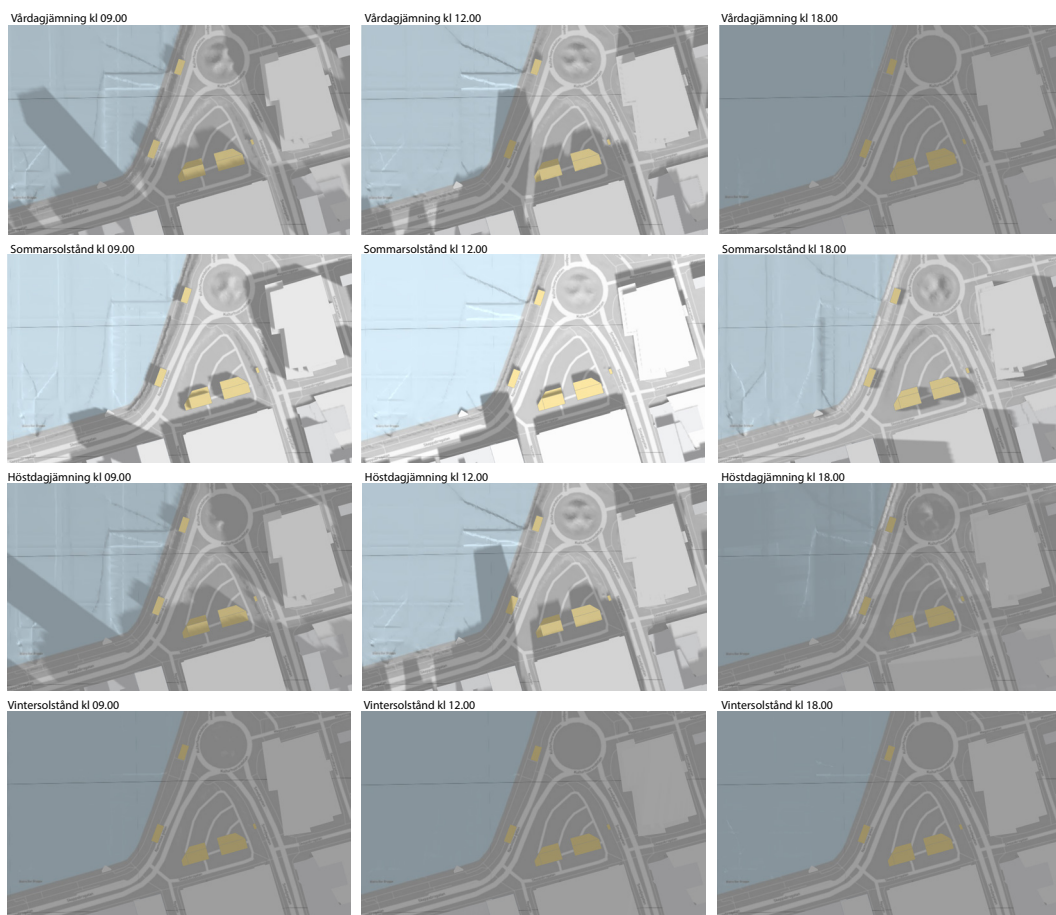 Vårdagjämning kl 09.00
Vårdagjämning kl 12.00
Vårdagjämning kl 18.00
Sommarsolstånd kl 09.00
Sommarsolstånd kl 12.00
Sommarsolstånd kl 18.00
Höstdagjämning kl 09.00
Höstdagjämning kl 12.00
Höstdagjämning kl 18.00
Vintersolstånd kl 09.00
Vintersolstånd kl 12.00
Vintersolstånd kl 18.00